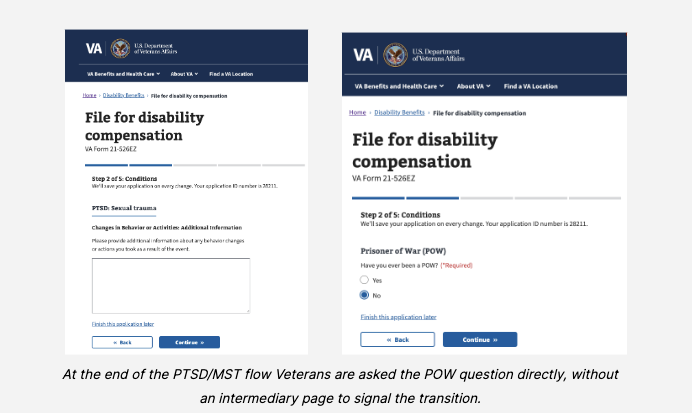 VA
U.S. Department
of Veterans Affairs
VA Benefits and Health Care
About VA
Find a VA Location
Home › Disability Benefits › File for disability compensation
File for disability
compensation
VA Form 21-526EZ
Step 2 of 5: Conditions
We'll save your application on every change. Your application ID number is 28211.
PTSD: Sexual trauma
Changes in Behavior or Activities: Additional Information
Please provide additional information about any behavior changes
or actions you took as a result of the event.
Finish this application later
« Back
Continue »
VA
U.S. Department
of Veterans Affairs
VA Benefits and Health Care
About VA
Find a VA Location
Home › Disability Benefits › File for disability compensation
File for disability
compensation
VA Form 21-526EZ
Step 2 of 5: Conditions
We'll save your application on every change. Your application ID number is 28211.
Prisoner of War (POW)
Have you ever been a POW? (*Required)
Yes
No
Finish this application later
« Back
Continue »
At the end of the PTSD/MST flow Veterans are asked the POW question directly, without
an intermediary page to signal the transition.